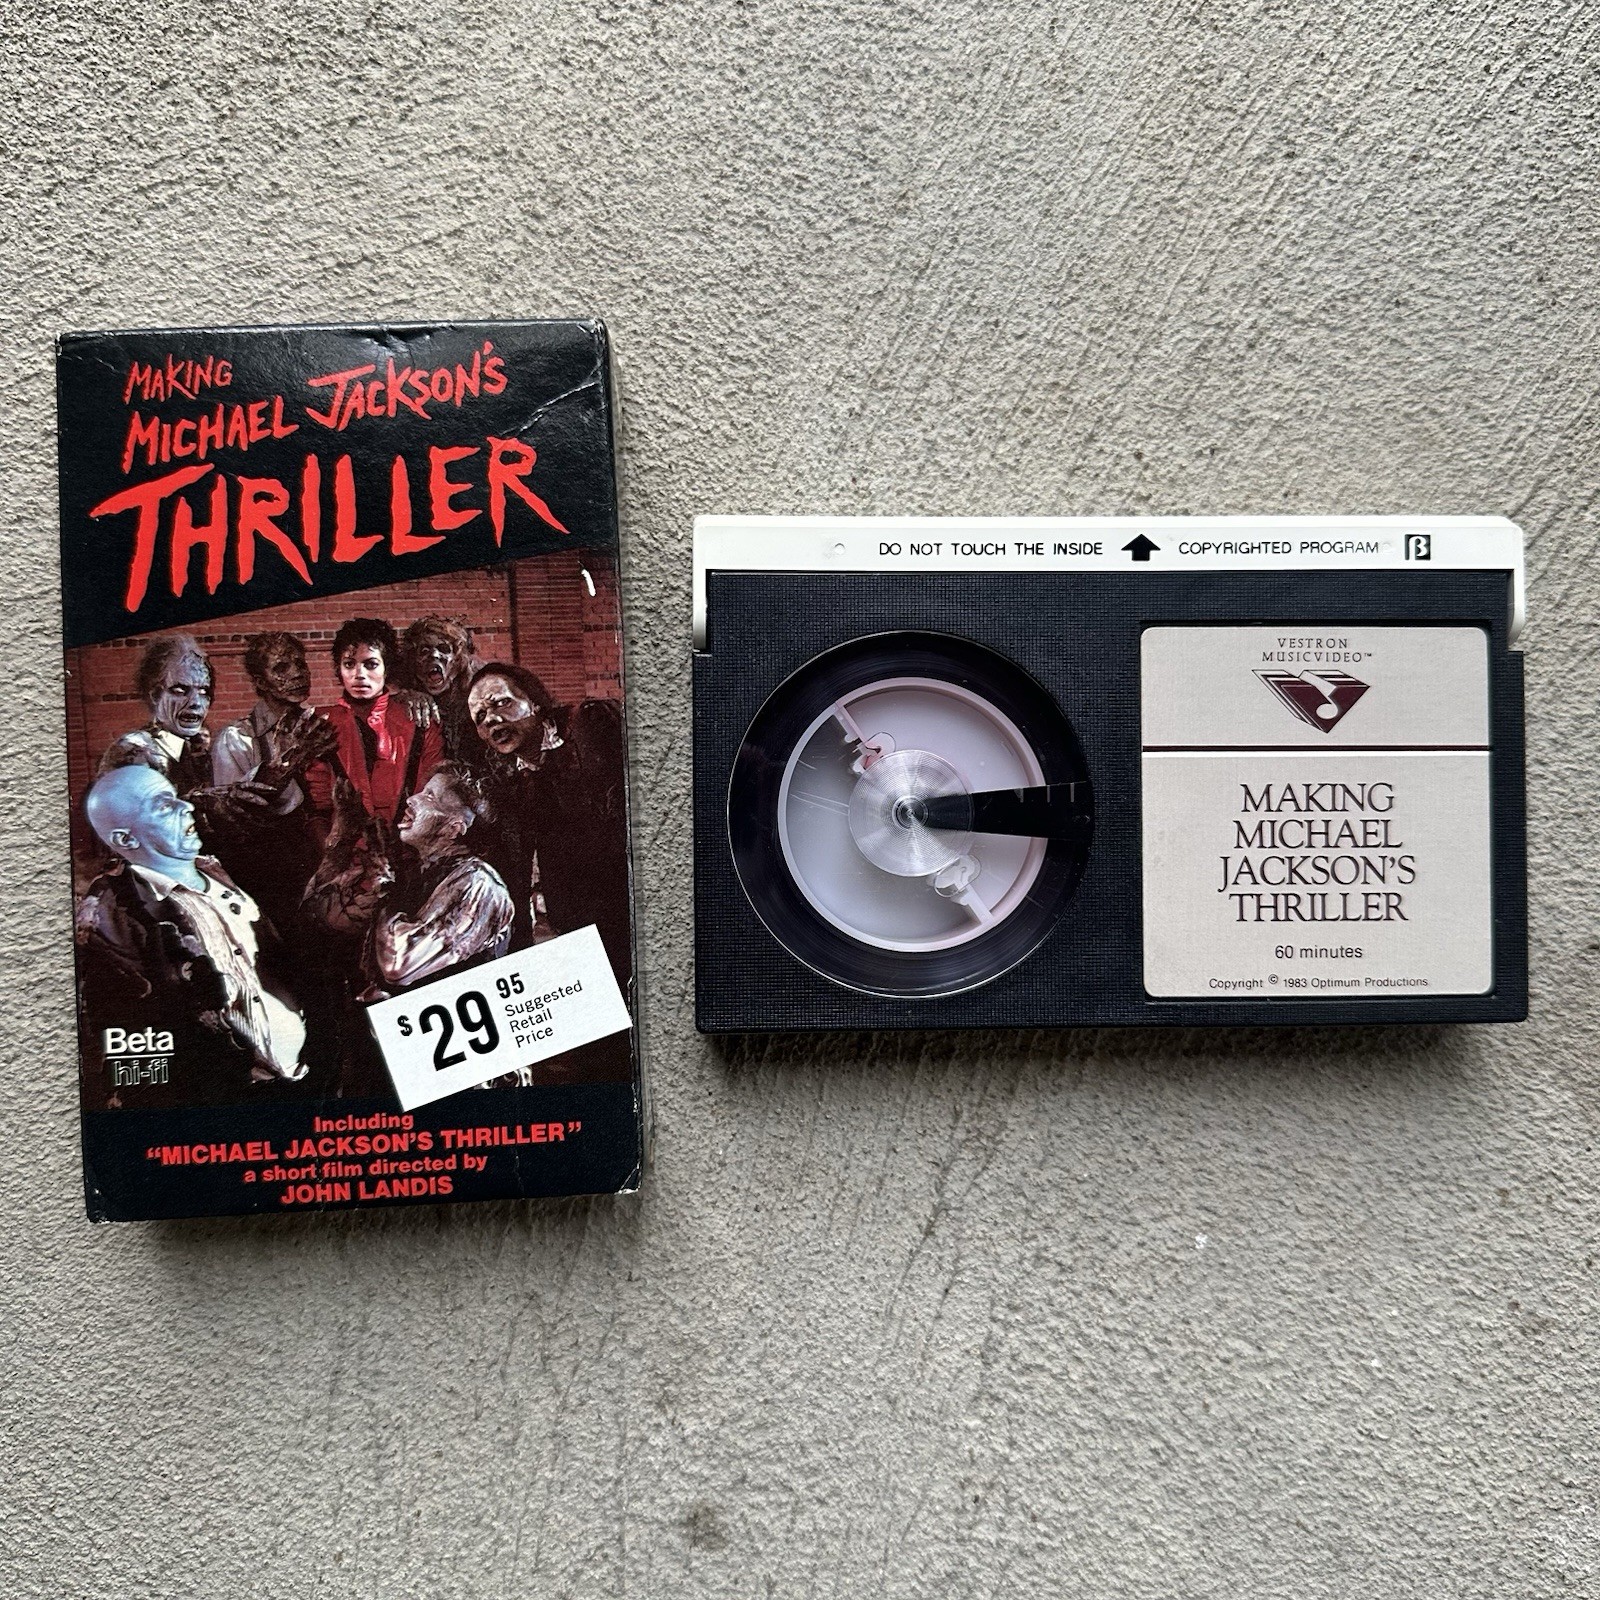 MAKING
MICHAEL JACKSON'S
THRILLER
Beta
hi-fi
$29 95
Suggested
Retail
Price
Including
“MICHAEL JACKSON'S THRILLER”
a short film directed by
JOHN LANDIS
DO NOT TOUCH THE INSIDE COPYRIGHTED PROGRAM β
VESTRON
MUSICVIDEO™
MAKING
MICHAEL
JACKSON'S
THRILLER
60 minutes
Copyright © 1983 Optimum Productions